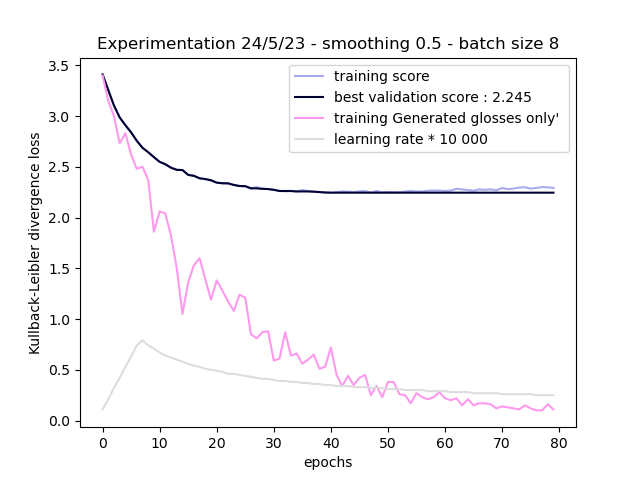 Experimentation 24/5/23 - smoothing 0.5 - batch size 8
training score
best validation score : 2.245
training Generated glosses only'
learning rate * 10 000
Kullback-Leibler divergence loss
3.5
3.0
2.5
2.0
1.5
1.0
0.5
0.0
0 10 20 30 40 50 60 70 80
epochs